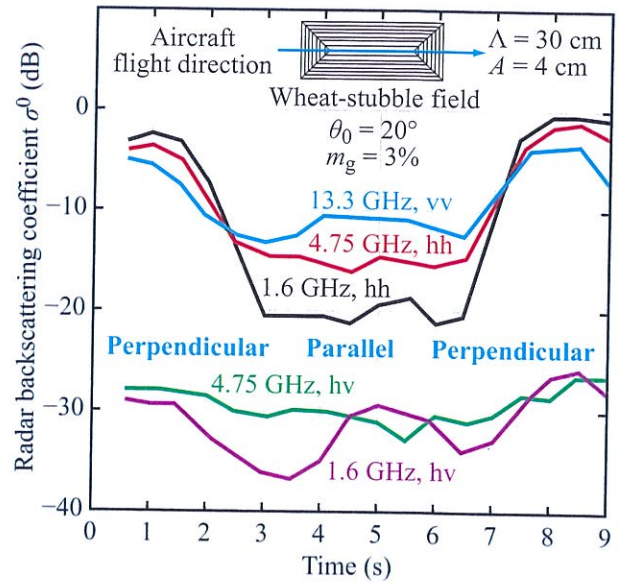 Aircraft
flight direction
Λ = 30 cm
A = 4 cm
Wheat-stubble field
θ₀ = 20°
m_g = 3%
Radar backscattering coefficient σ⁰ (dB)
0
−10
−20
−30
−40
13.3 GHz, vv
4.75 GHz, hh
1.6 GHz, hh
Perpendicular Parallel Perpendicular
4.75 GHz, hv
1.6 GHz, hv
0 1 2 3 4 5 6 7 8 9
Time (s)